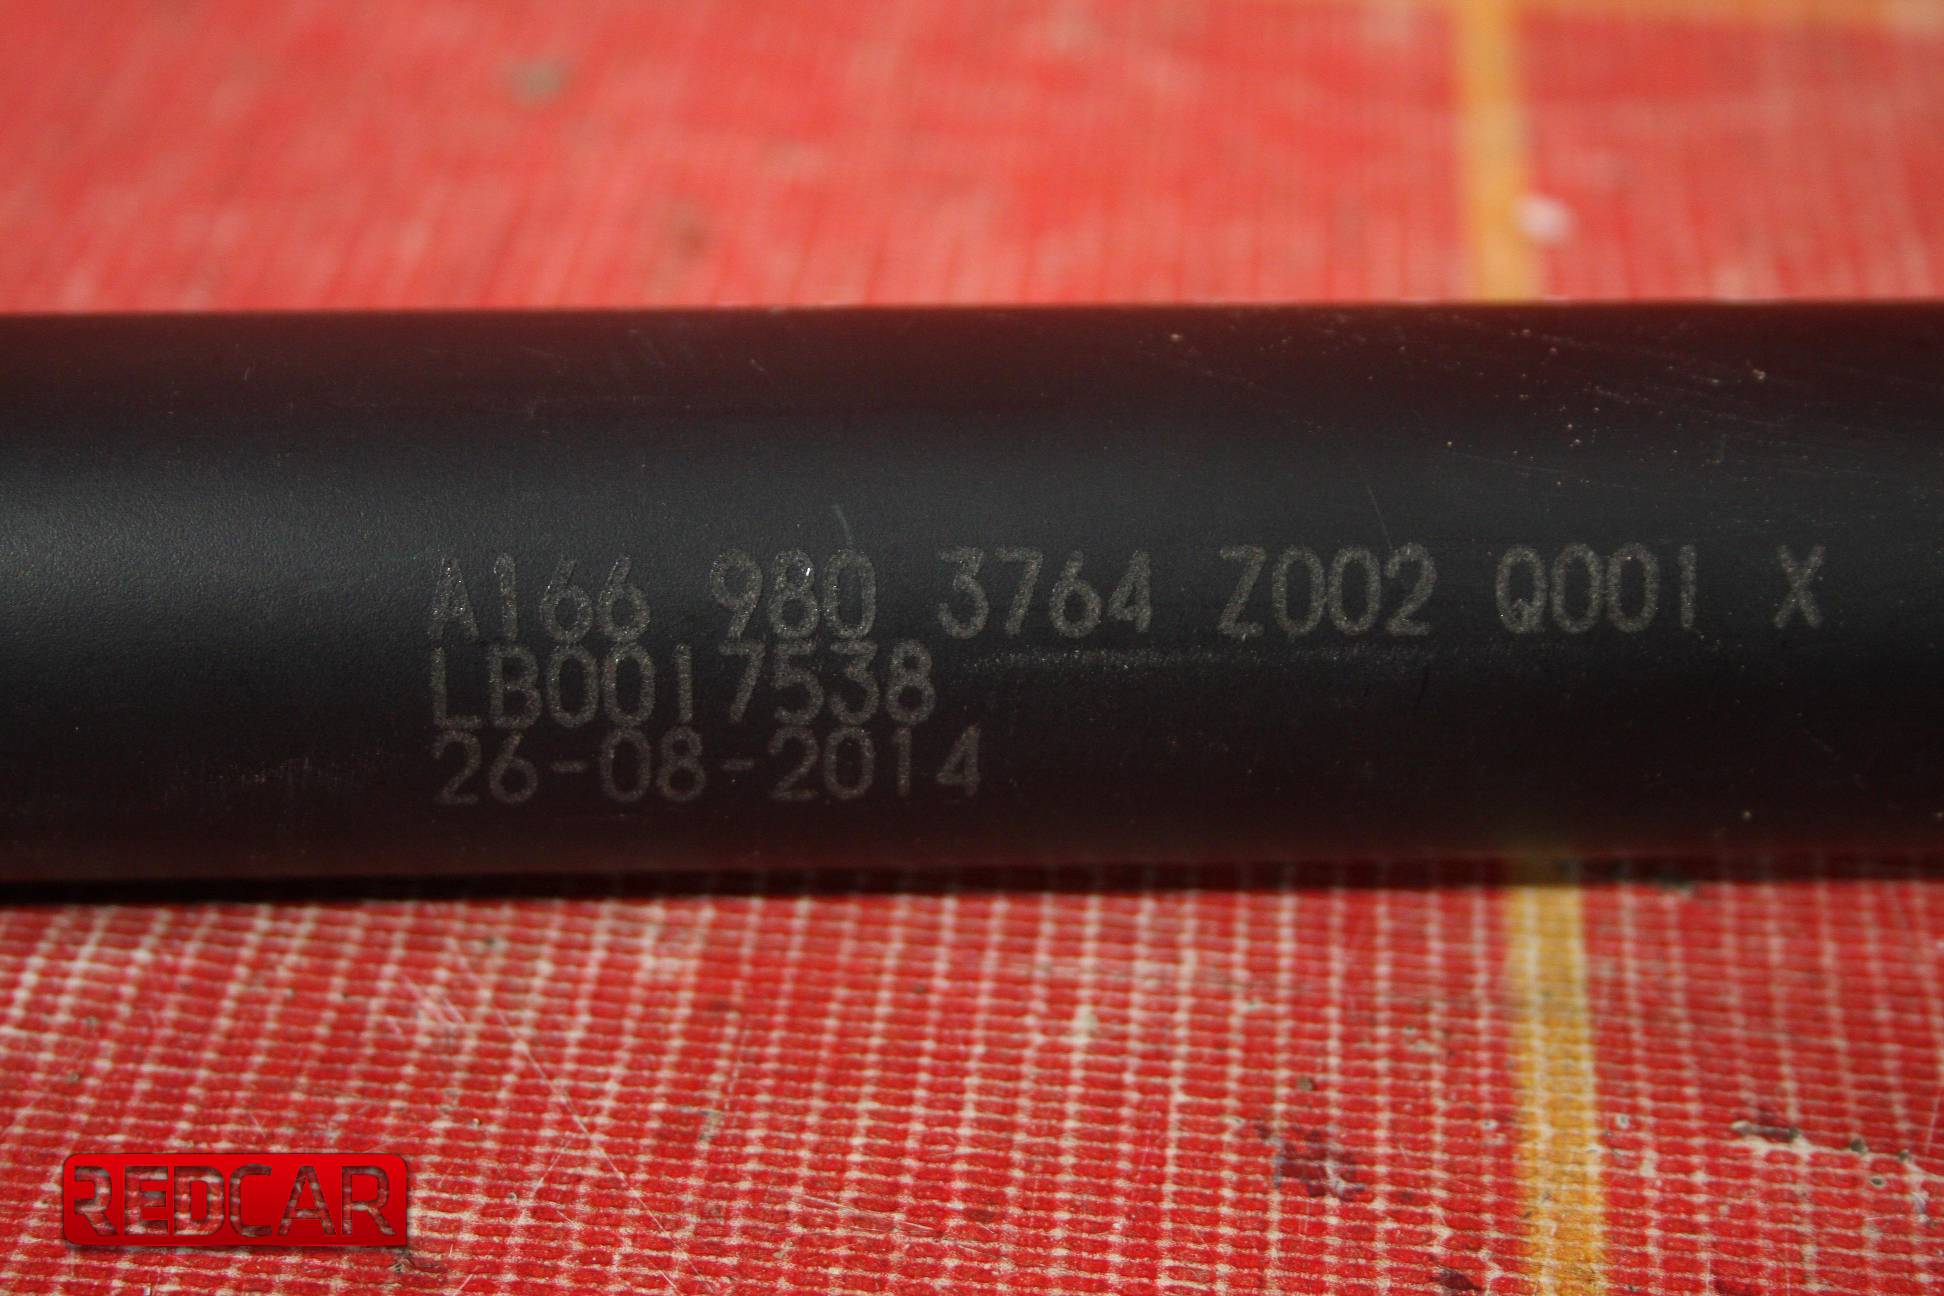 A166 980 3764 Z002 Q001 X
LB0017538
26-08-2014
REDCAR